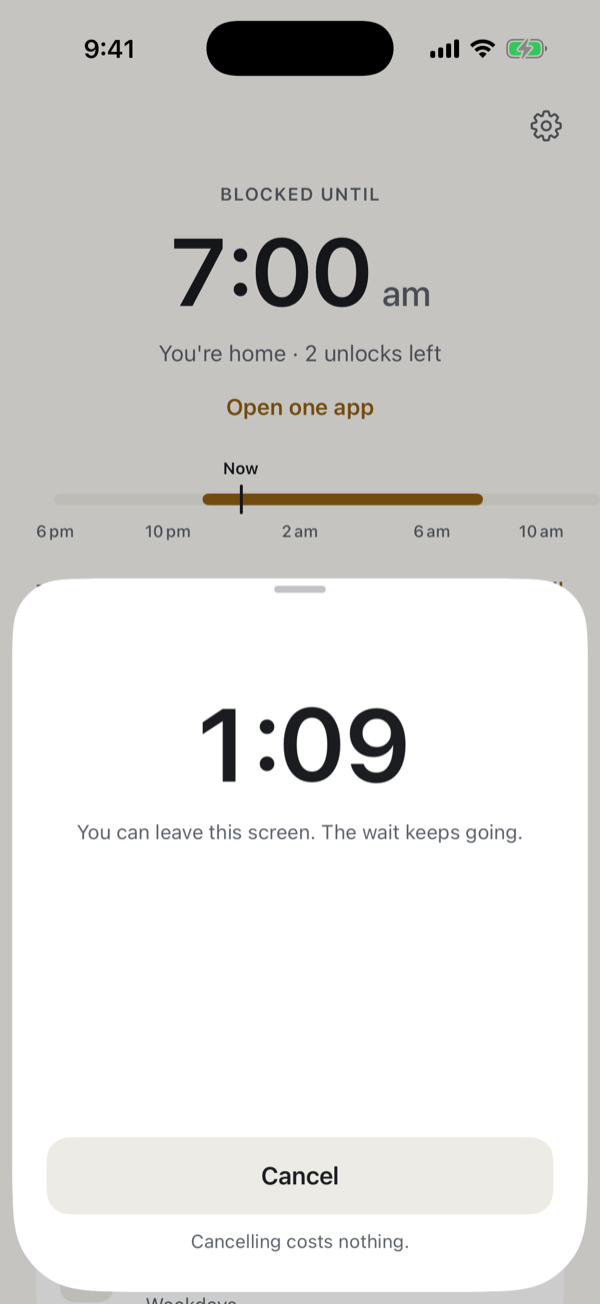 9:41
BLOCKED UNTIL
7:00 am
You're home · 2 unlocks left
Open one app
Now
6 pm 10 pm 2 am 6 am 10 am
1:09
You can leave this screen. The wait keeps going.
Cancel
Cancelling costs nothing.
Weekdays